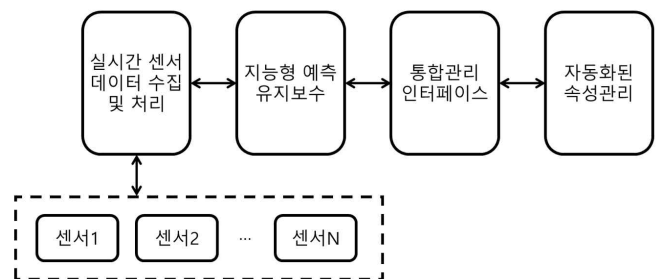 실시간 센서
데이터 수집
및 처리
지능형 예측
유지보수
통합관리
인터페이스
자동화된
속성관리
센서1
센서2
...
센서N